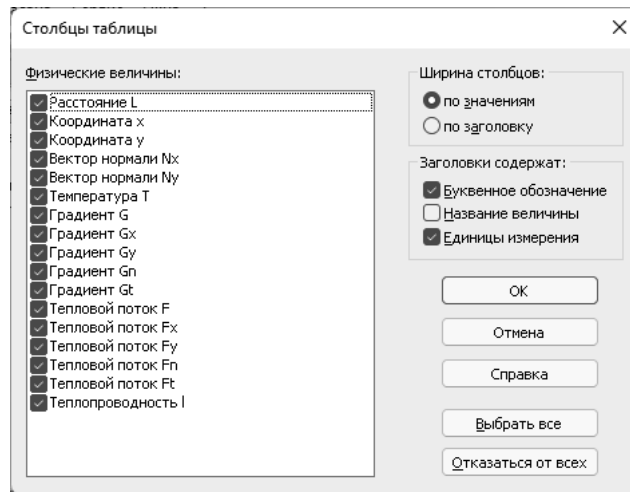 Столбцы таблицы
Физические величины:
Расстояние L
Координата x
Координата y
Вектор нормали Nx
Вектор нормали Ny
Температура T
Градиент G
Градиент Gx
Градиент Gy
Градиент Gn
Градиент Gt
Тепловой поток F
Тепловой поток Fx
Тепловой поток Fy
Тепловой поток Fn
Тепловой поток Ft
Теплопроводность l
Ширина столбцов:
по значениям
по заголовку
Заголовки содержат:
Буквенное обозначение
Название величины
Единицы измерения
OK
Отмена
Справка
Выбрать все
Отказаться от всех